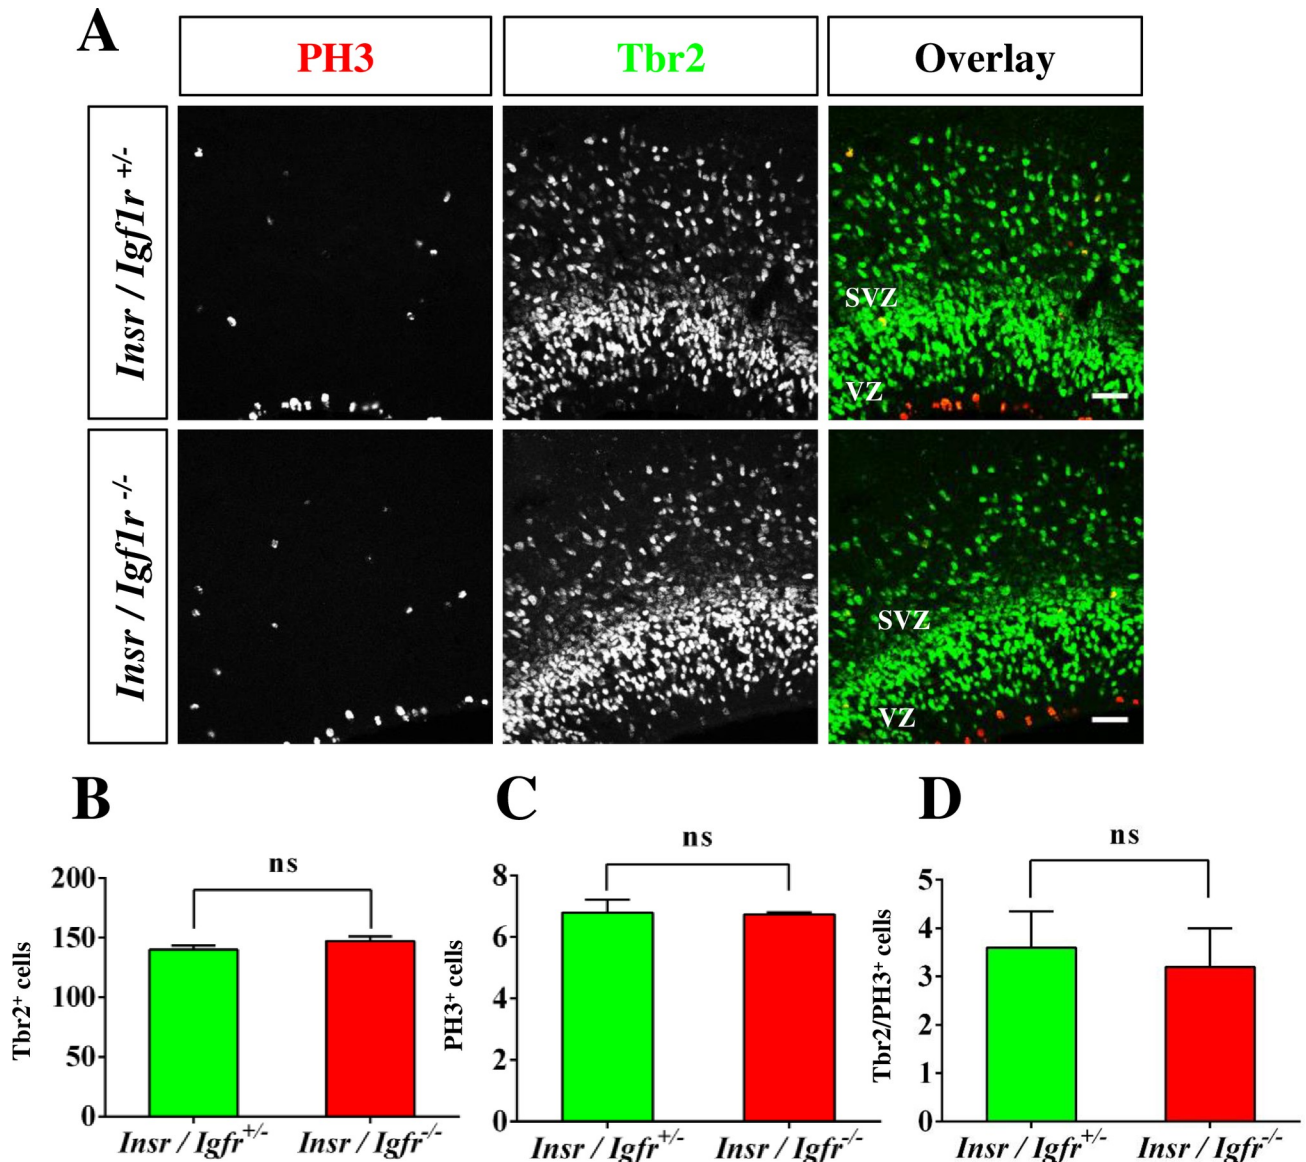 A
PH3 Tbr2 Overlay
Insr / Igf1r +/-
SVZ
VZ
Insr / Igf1r -/-
SVZ
VZ
B C D
ns
200
150
100
50
0
Tbr2+ cells
Insr / Igfr+/- Insr / Igfr-/-
ns
8
6
4
2
0
PH3+ cells
Insr / Igfr+/- Insr / Igfr-/-
ns
5
4
3
2
1
0
Tbr2/PH3+ cells
Insr / Igfr+/- Insr / Igfr-/-